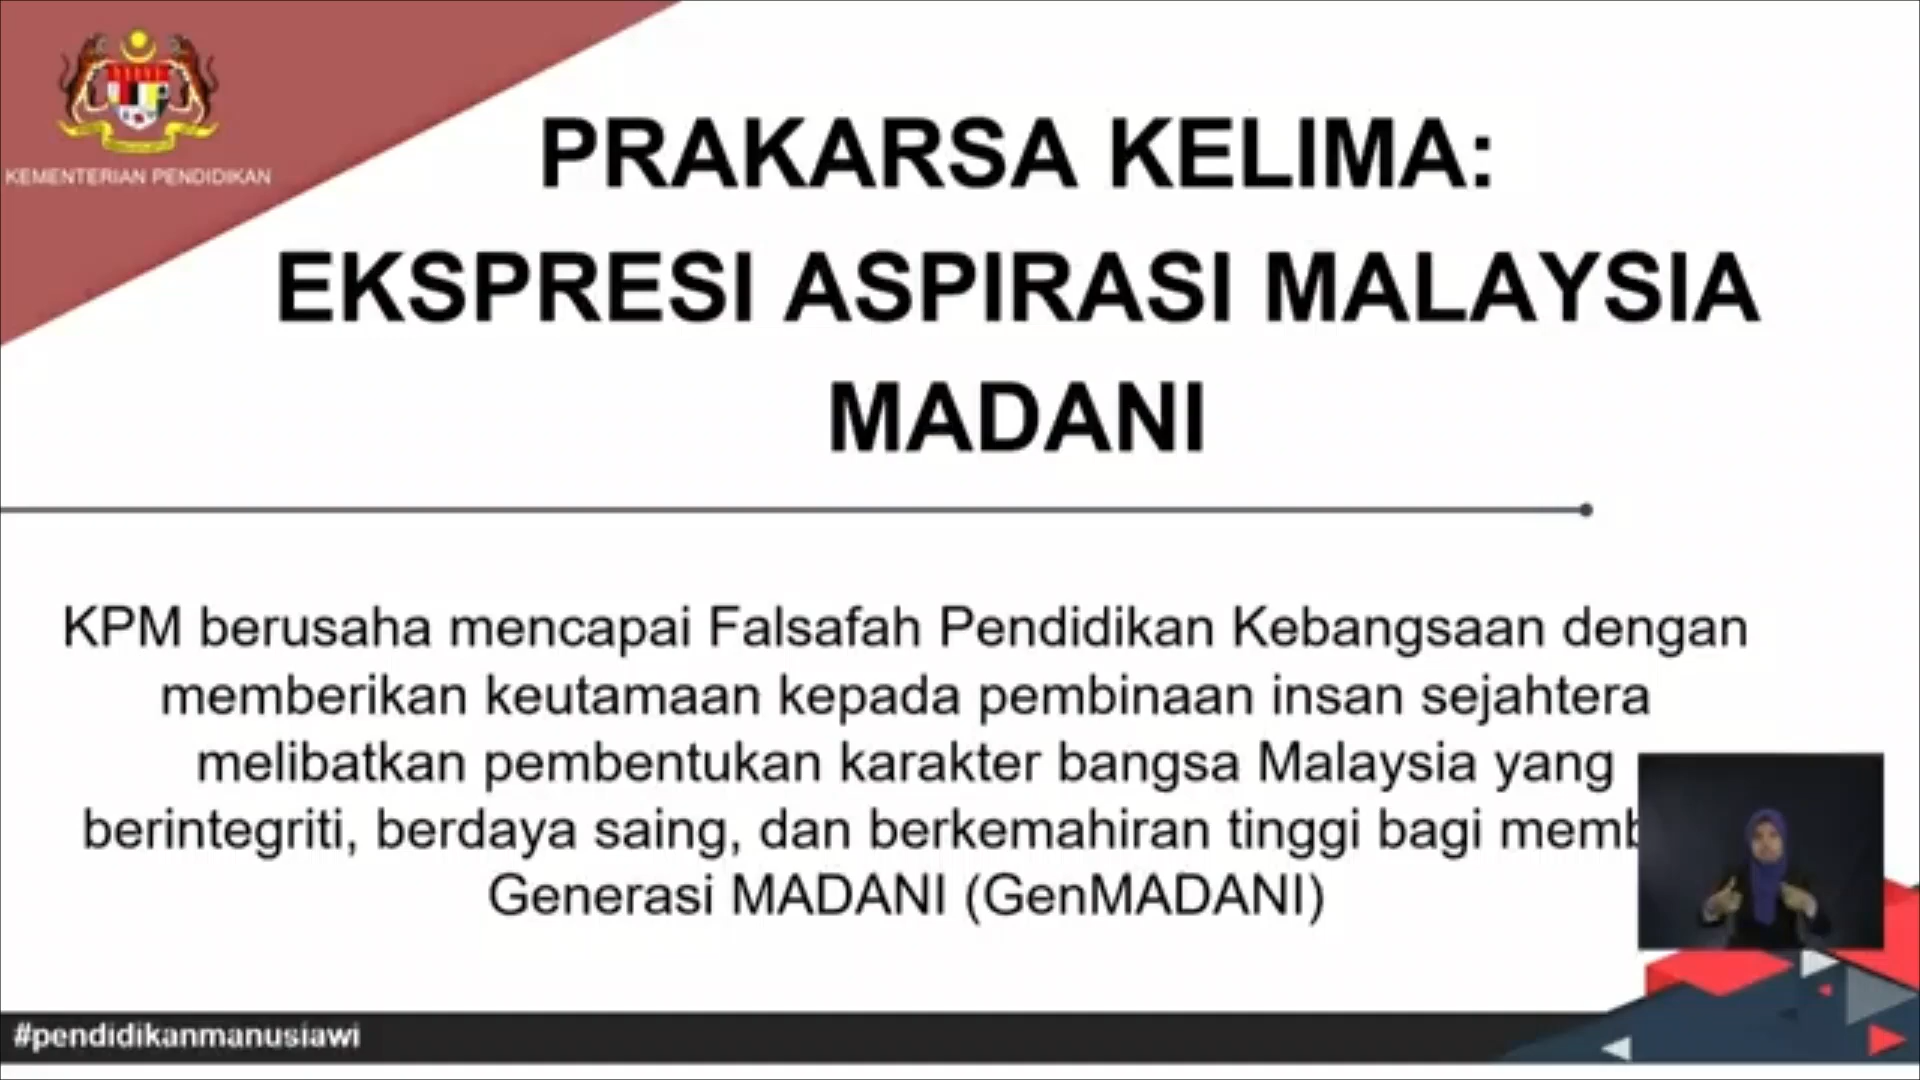 KEMENTERIAN PENDIDIKAN
PRAKARSA KELIMA:
EKSPRESI ASPIRASI MALAYSIA
MADANI
KPM berusaha mencapai Falsafah Pendidikan Kebangsaan dengan
memberikan keutamaan kepada pembinaan insan sejahtera
melibatkan pembentukan karakter bangsa Malaysia yang
berintegriti, berdaya saing, dan berkemahiran tinggi bagi
Generasi MADANI (GenMADANI)
#pendidikanmanusiawi